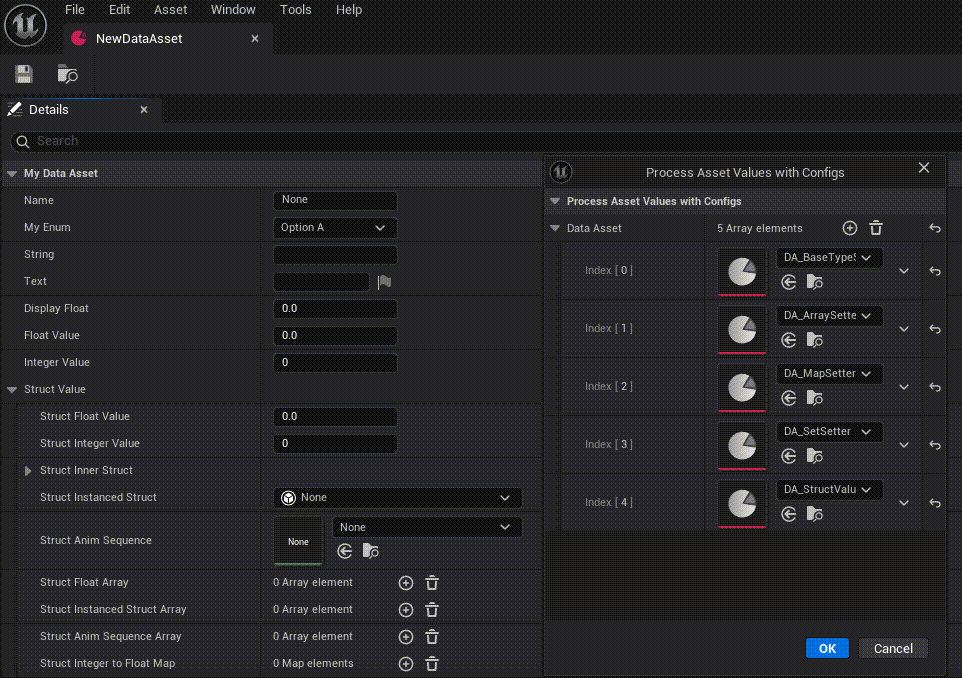 File Edit Asset Window Tools Help
NewDataAsset
Details
Search
My Data Asset
Name None
My Enum Option A
String
Text
Display Float 0.0
Float Value 0.0
Integer Value 0
Struct Value
Struct Float Value 0.0
Struct Integer Value 0
Struct Inner Struct
Struct Instanced Struct None
Struct Anim Sequence None None
Struct Float Array 0 Array element
Struct Instanced Struct Array 0 Array element
Struct Anim Sequence Array 0 Array element
Struct Integer to Float Map 0 Map elements
Process Asset Values with Configs
Process Asset Values with Configs
Data Asset 5 Array elements
Index [ 0 ] DA_BaseTypeS
Index [ 1 ] DA_ArraySette
Index [ 2 ] DA_MapSetter
Index [ 3 ] DA_SetSetter
Index [ 4 ] DA_StructValu
OK Cancel